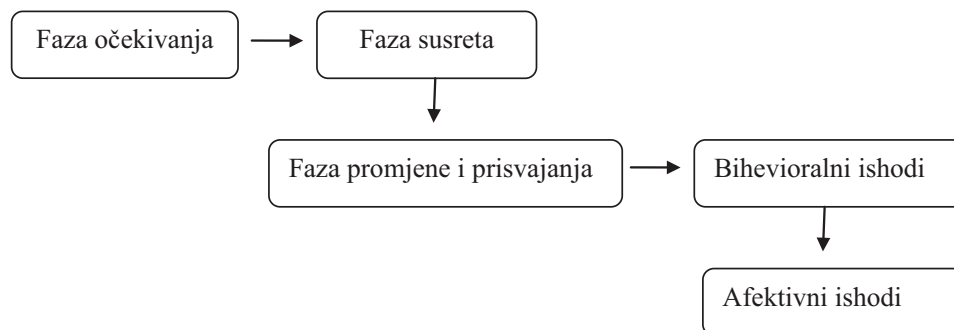 Faza očekivanja
Faza susreta
Faza promjene i prisvajanja
Bihevioralni ishodi
Afektivni ishodi